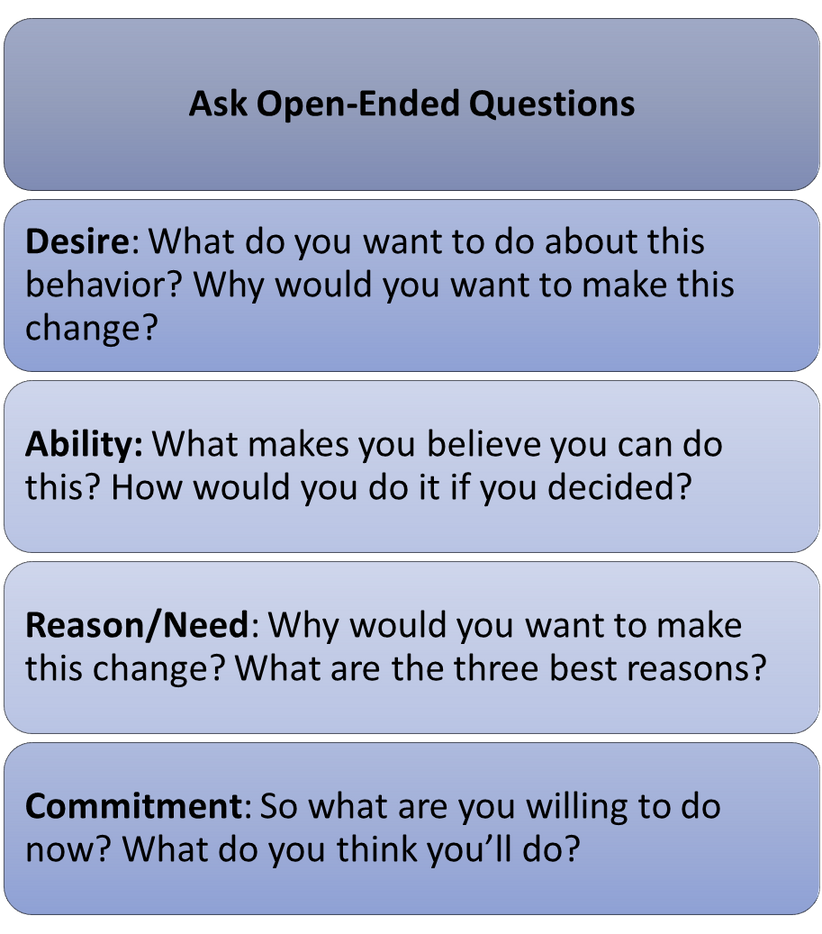 Ask Open-Ended Questions
Desire: What do you want to do about this
behavior? Why would you want to make this
change?
Ability: What makes you believe you can do
this? How would you do it if you decided?
Reason/Need: Why would you want to make
this change? What are the three best reasons?
Commitment: So what are you willing to do
now? What do you think you’ll do?